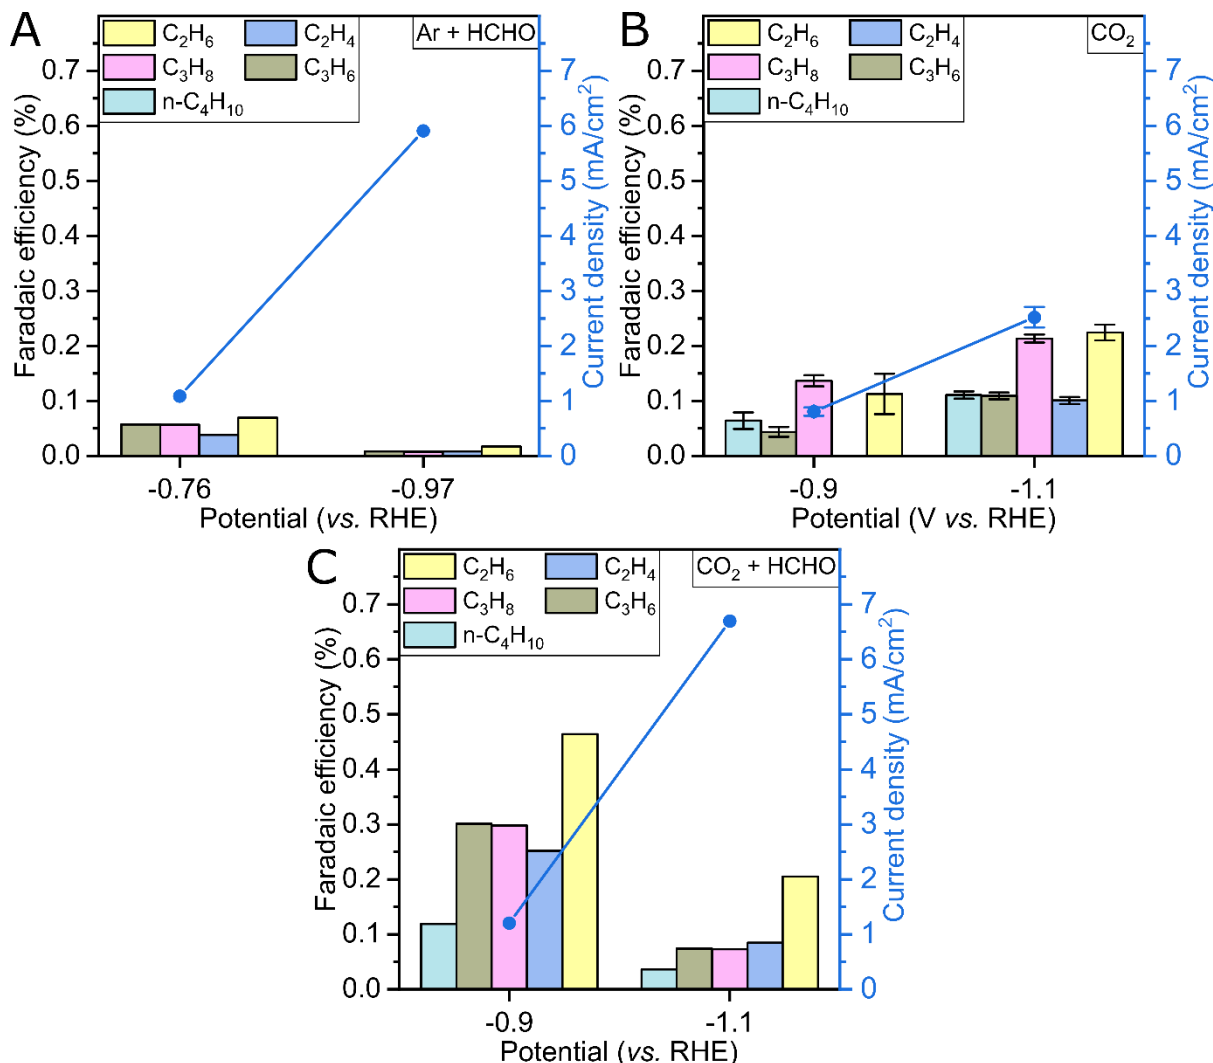 A
C₂H₆ C₂H₄
C₃H₈ C₃H₆
n-C₄H₁₀
Ar + HCHO
Faradaic efficiency (%)
0.7
0.6
0.5
0.4
0.3
0.2
0.1
0.0
7
6
5
4
3
2
1
0
Current density (mA/cm²)
-0.76 -0.97
Potential (vs. RHE)
B
C₂H₆ C₂H₄
C₃H₈ C₃H₆
n-C₄H₁₀
CO₂
Faradaic efficiency (%)
0.7
0.6
0.5
0.4
0.3
0.2
0.1
0.0
7
6
5
4
3
2
1
0
Current density (mA/cm²)
-0.9 -1.1
Potential (V vs. RHE)
C
C₂H₆ C₂H₄
C₃H₈ C₃H₆
n-C₄H₁₀
CO₂ + HCHO
Faradaic efficiency (%)
0.7
0.6
0.5
0.4
0.3
0.2
0.1
0.0
7
6
5
4
3
2
1
0
Current density (mA/cm²)
-0.9 -1.1
Potential (vs. RHE)